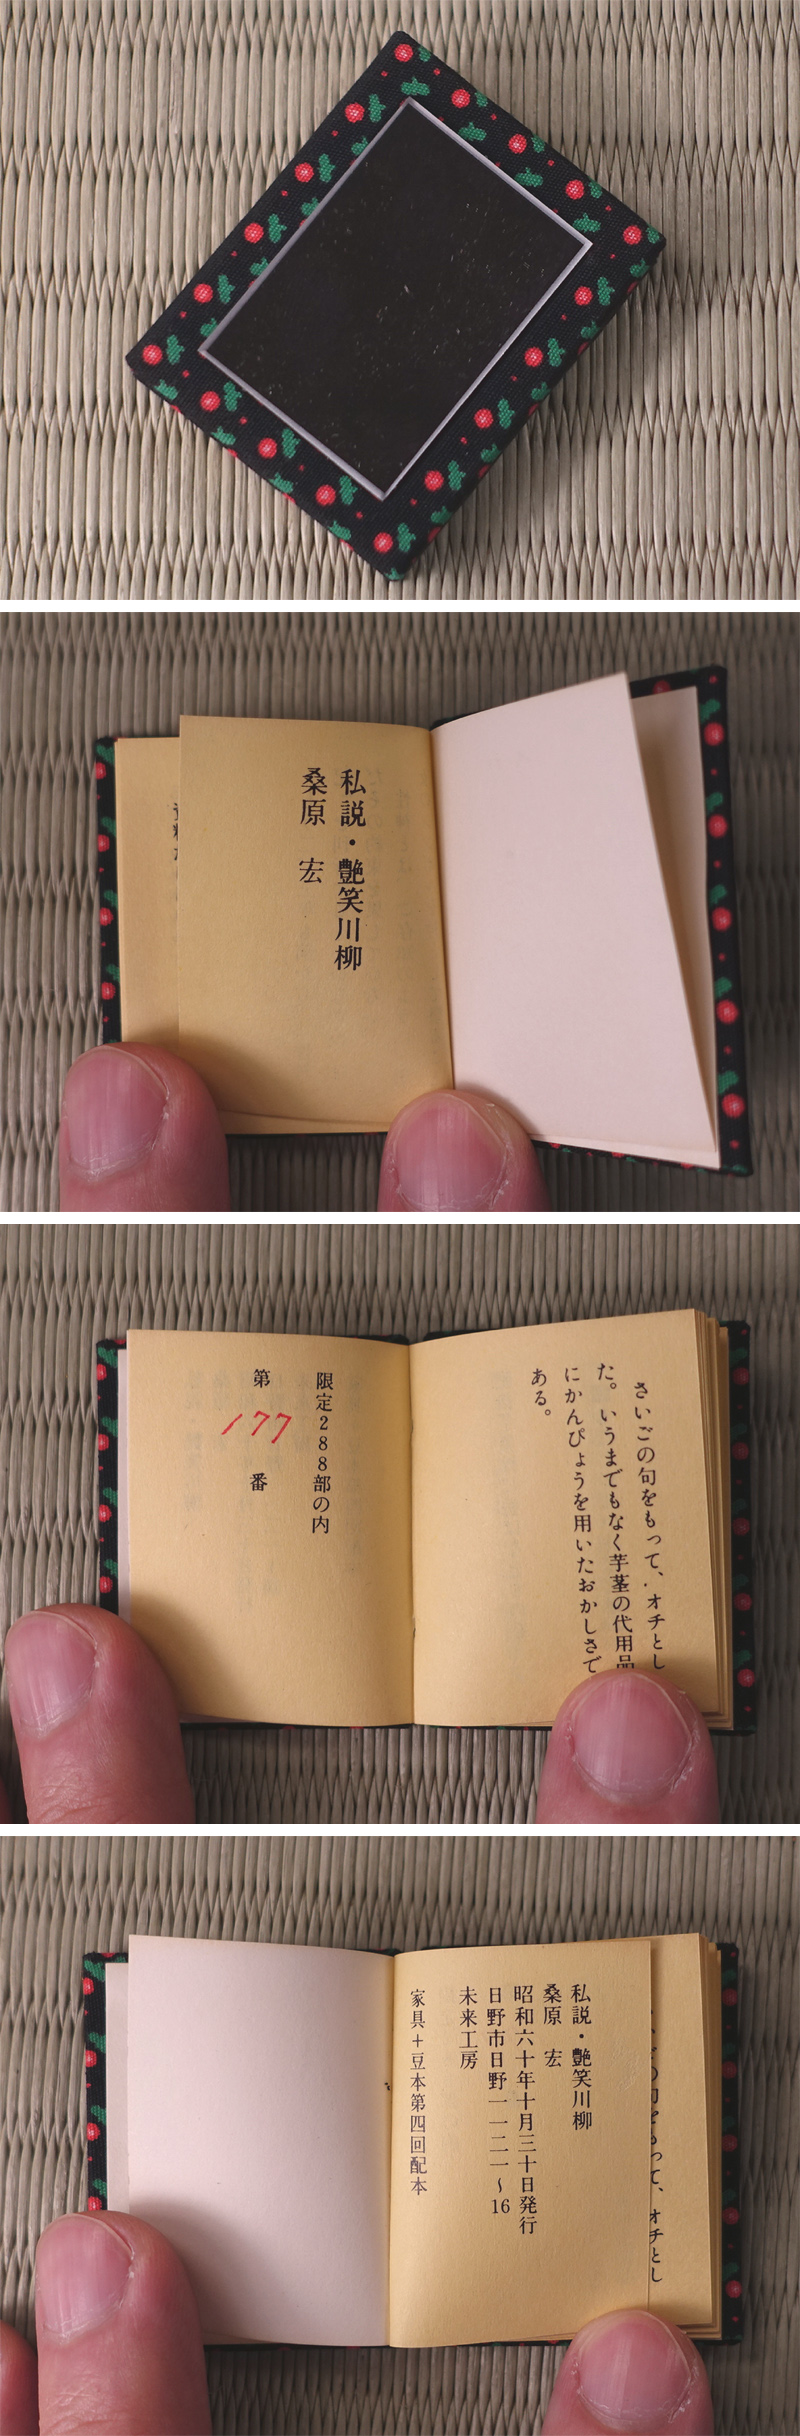 私説・艶笑川柳
桑原 宏
限定288部の内
第 177 番
さいごの句をもって、オチとし
た。いうまでもなく芋茎の代用品
にかんぴょうを用いたおかしさで
ある。
私説・艶笑川柳
桑原 宏
昭和六十年十月三十日発行
日野市日野一一二一〜16
未来工房
家具+豆本第四回配本